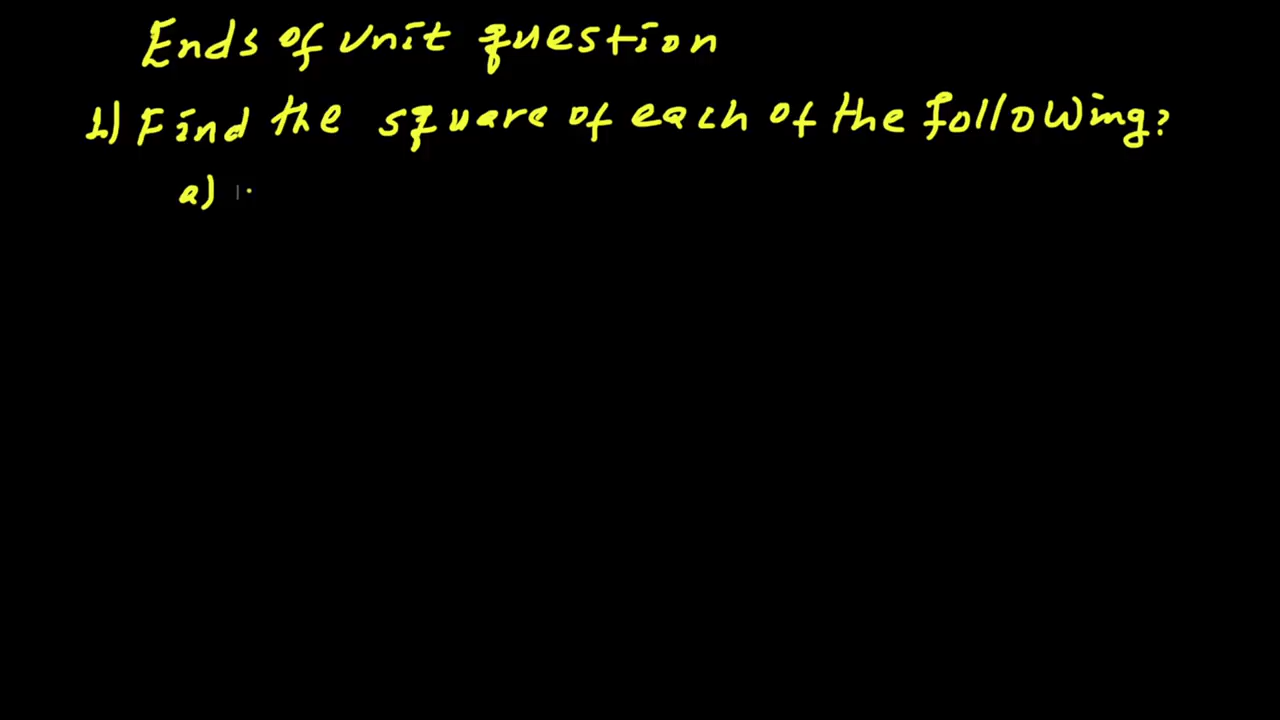 Ends of unit question
1) Find the square of each of the following?
a)